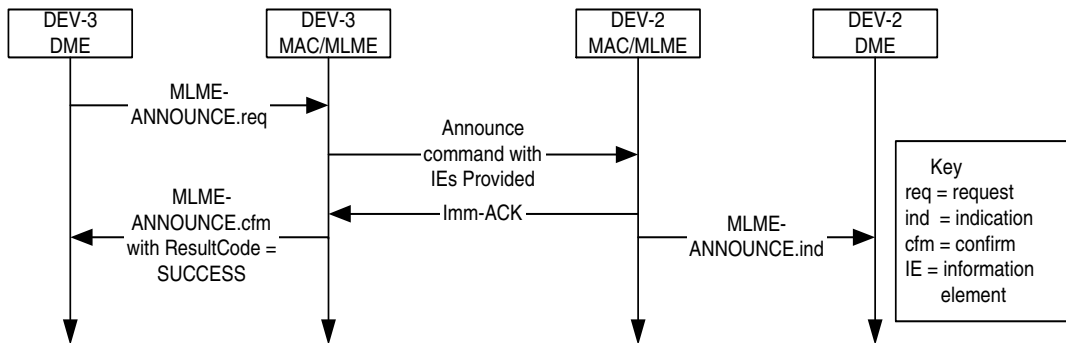 DEV-3
DME
DEV-3
MAC/MLME
DEV-2
MAC/MLME
DEV-2
DME
MLME-
ANNOUNCE.req
Announce
command with
IEs Provided
MLME-
ANNOUNCE.cfm
with ResultCode =
SUCCESS
Imm-ACK
MLME-
ANNOUNCE.ind
Key
req = request
ind = indication
cfm = confirm
IE = information
element